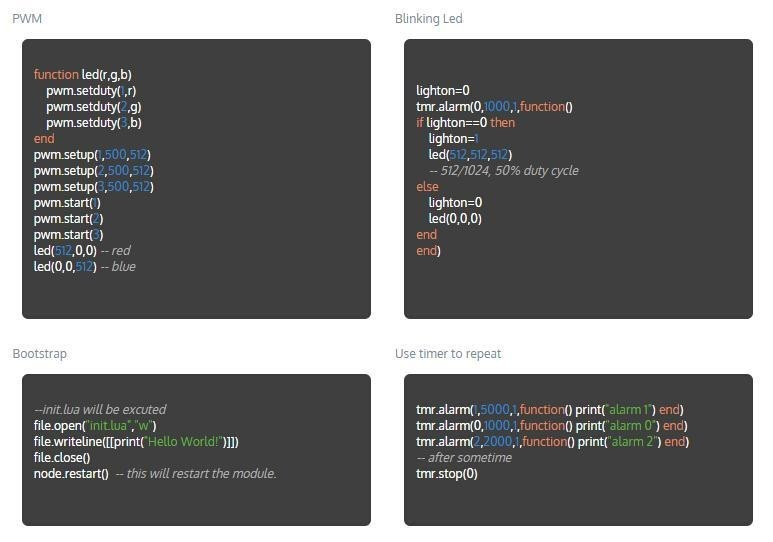 PWM
function led(r,g,b)
pwm.setduty(1,r)
pwm.setduty(2,g)
pwm.setduty(3,b)
end
pwm.setup(1,500,512)
pwm.setup(2,500,512)
pwm.setup(3,500,512)
pwm.start(1)
pwm.start(2)
pwm.start(3)
led(512,0,0) -- red
led(0,0,512) -- blue
Blinking Led
lighton=0
tmr.alarm(0,1000,1,function()
if lighton==0 then
lighton=1
led(512,512,512)
-- 512/1024, 50% duty cycle
else
lighton=0
led(0,0,0)
end
end)
Bootstrap
--init.lua will be excuted
file.open("init.lua","w")
file.writeline([[print("Hello World!")]])
file.close()
node.restart() -- this will restart the module.
Use timer to repeat
tmr.alarm(1,5000,1,function() print("alarm 1") end)
tmr.alarm(0,1000,1,function() print("alarm 0") end)
tmr.alarm(2,2000,1,function() print("alarm 2") end)
-- after sometime
tmr.stop(0)